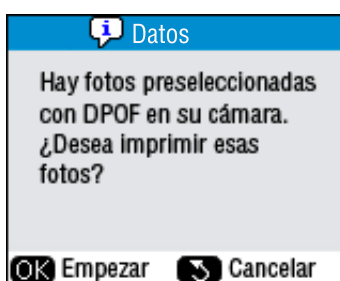 Datos
Hay fotos preseleccionadas
con DPOF en su cámara.
¿Desea imprimir esas
fotos?
OK Empezar Cancelar